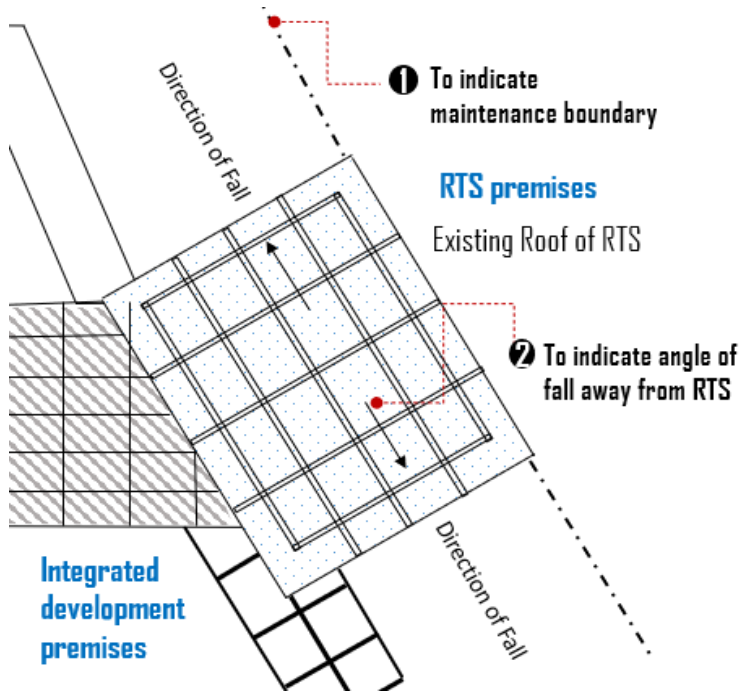 Direction of Fall
1 To indicate
maintenance boundary
RTS premises
Existing Roof of RTS
2 To indicate angle of
fall away from RTS
Integrated
development
premises
Direction of Fall